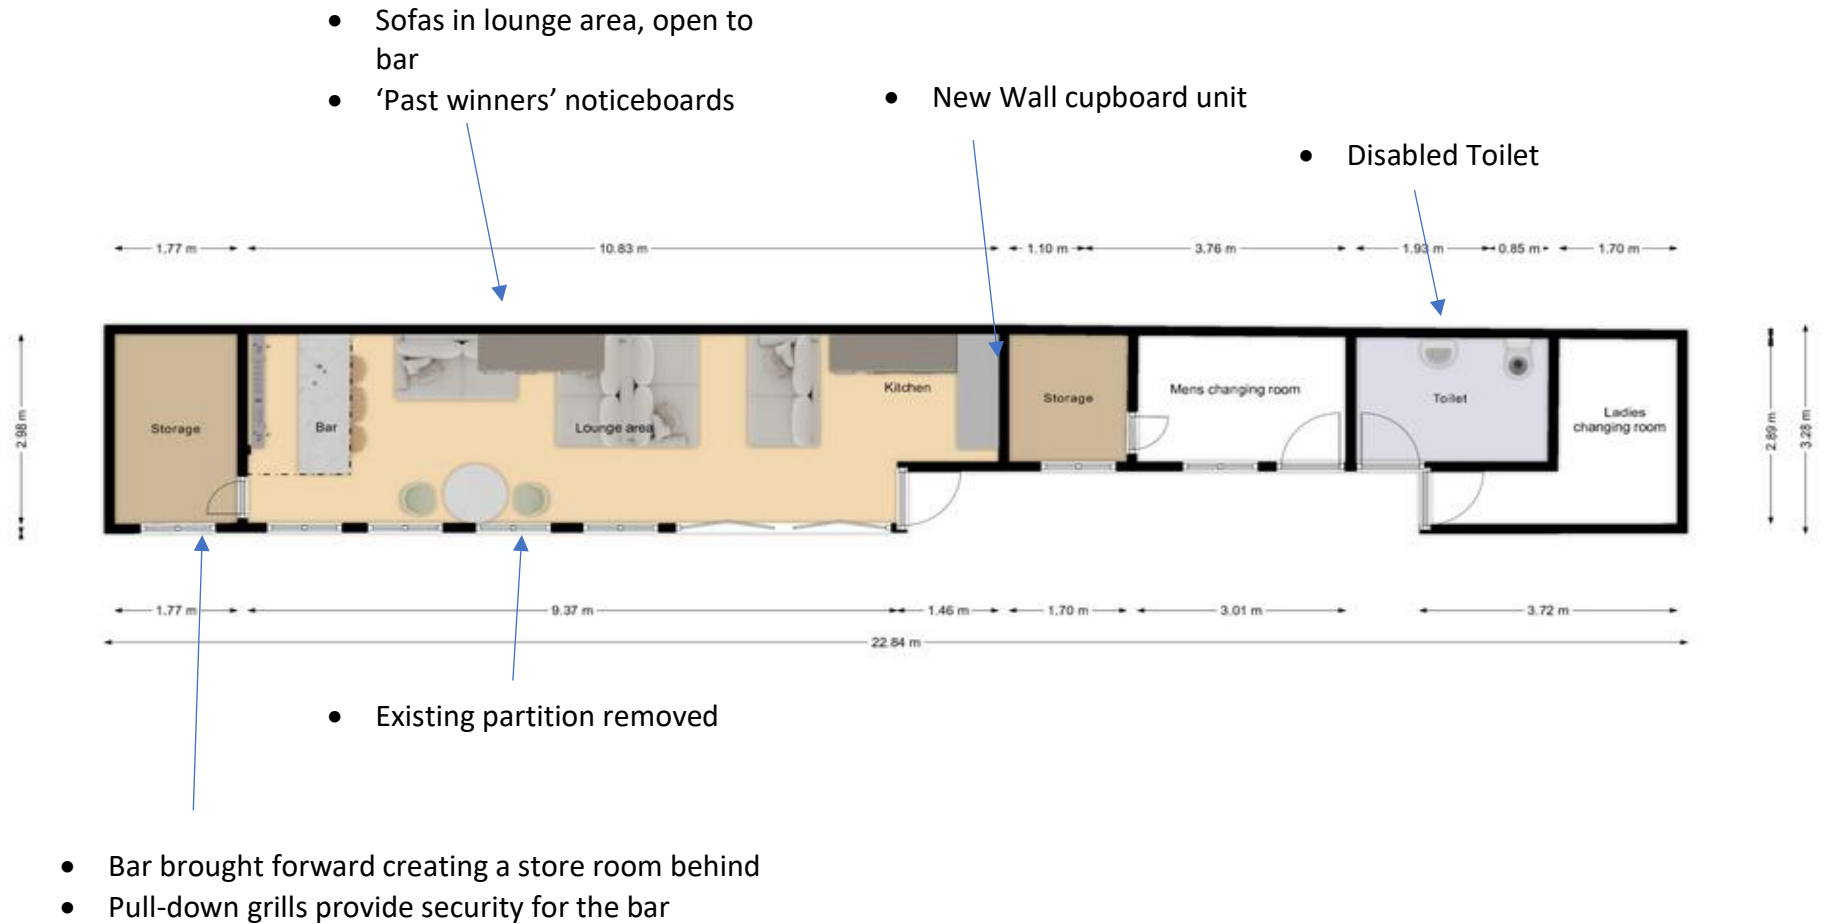 • Sofas in lounge area, open to
bar
• ‘Past winners’ noticeboards
• New Wall cupboard unit
• Disabled Toilet
1.77 m
10.83 m
1.10 m
3.76 m
1.93 m
0.85 m
1.70 m
2.98 m
Storage
Bar
Lounge area
Kitchen
Storage
Mens changing room
Toilet
Ladies
changing room
2.89 m
3.28 m
1.77 m
9.37 m
1.46 m
1.70 m
3.01 m
3.72 m
22.84 m
• Existing partition removed
• Bar brought forward creating a store room behind
• Pull-down grills provide security for the bar